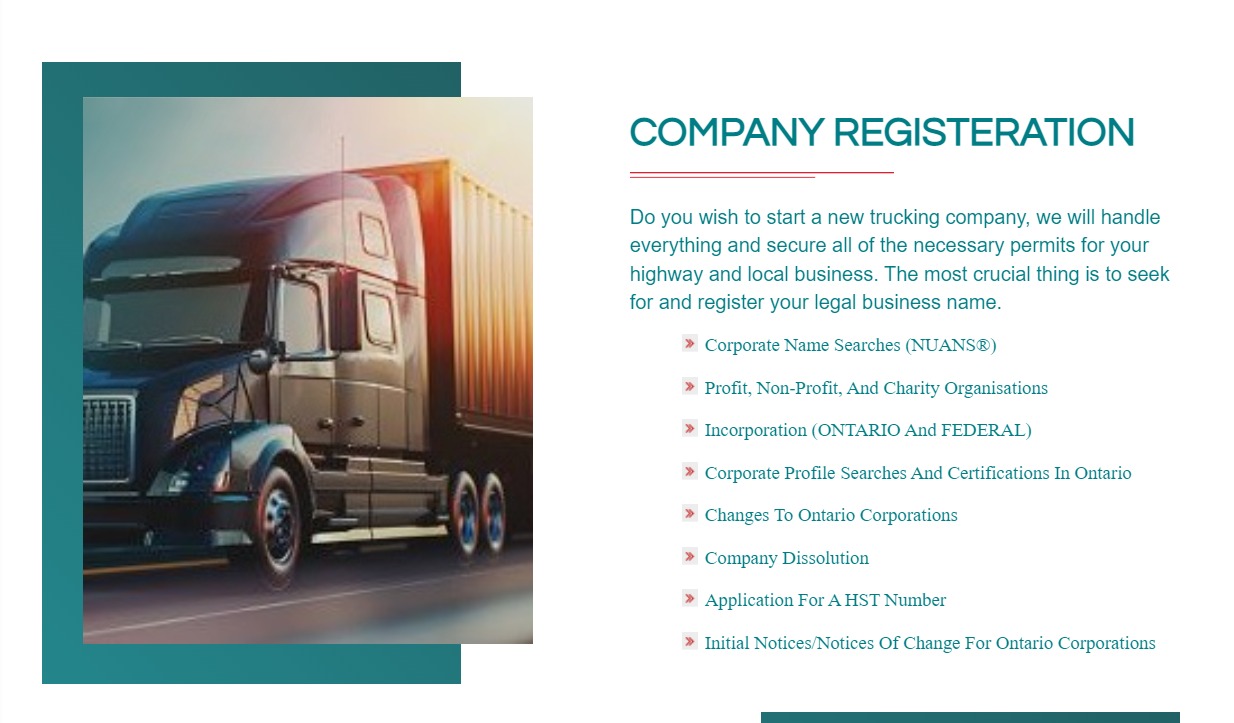 COMPANY REGISTERATION
Do you wish to start a new trucking company, we will handle
everything and secure all of the necessary permits for your
highway and local business. The most crucial thing is to seek
for and register your legal business name.
Corporate Name Searches (NUANS®)
Profit, Non-Profit, And Charity Organisations
Incorporation (ONTARIO And FEDERAL)
Corporate Profile Searches And Certifications In Ontario
Changes To Ontario Corporations
Company Dissolution
Application For A HST Number
Initial Notices/Notices Of Change For Ontario Corporations